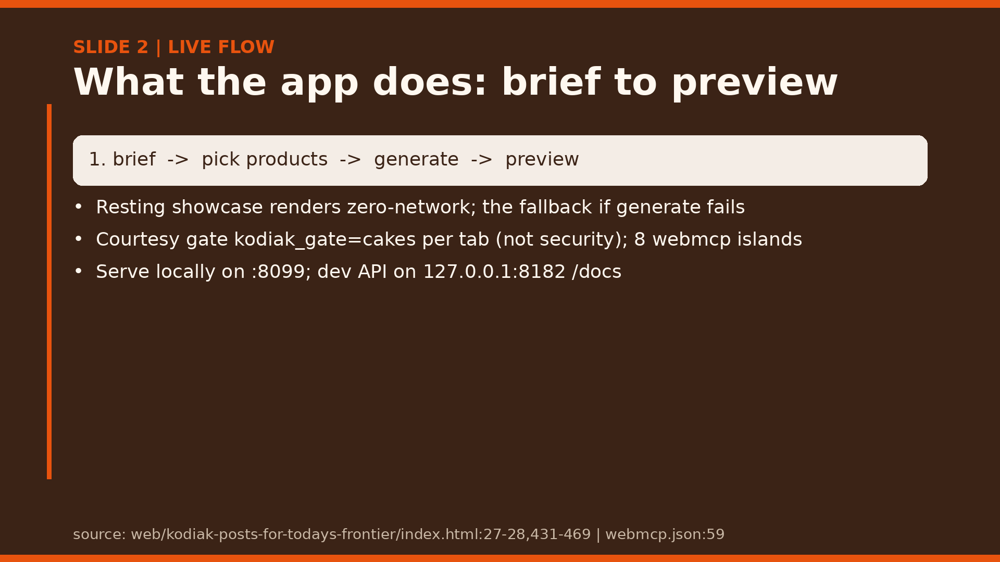 SLIDE 2 | LIVE FLOW
What the app does: brief to preview
1. brief -> pick products -> generate -> preview
• Resting showcase renders zero-network; the fallback if generate fails
• Courtesy gate kodiak_gate=cakes per tab (not security); 8 webmcp islands
• Serve locally on :8099; dev API on 127.0.0.1:8182 /docs
source: web/kodiak-posts-for-todays-frontier/index.html:27-28,431-469 | webmcp.json:59